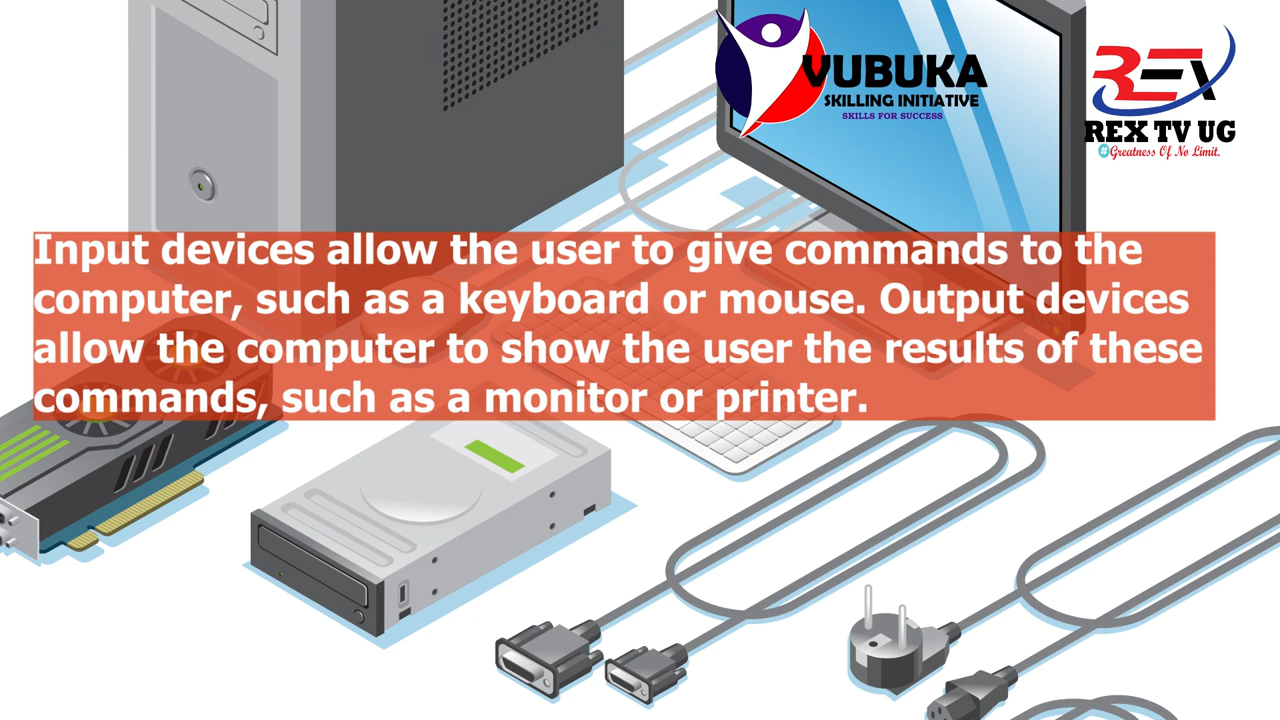 VUBUKA
SKILLING INITIATIVE
SKILLS FOR SUCCESS
REX
REX TV UG
#Greatness Of No Limit.
Input devices allow the user to give commands to the
computer, such as a keyboard or mouse. Output devices
allow the computer to show the user the results of these
commands, such as a monitor or printer.